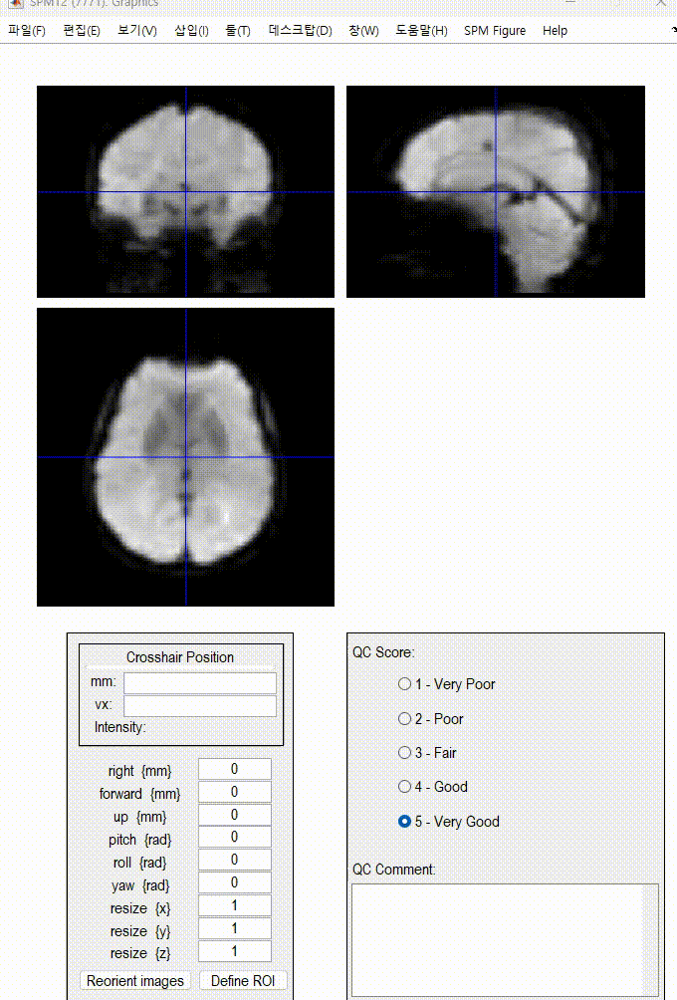 SPM12 (7771): Graphics
파일(F) 편집(E) 보기(V) 삽입(I) 툴(T) 데스크탑(D) 창(W) 도움말(H) SPM Figure Help
Crosshair Position
mm:
vx:
Intensity:
right {mm} 0
forward {mm} 0
up {mm} 0
pitch {rad} 0
roll {rad} 0
yaw {rad} 0
resize {x} 1
resize {y} 1
resize {z} 1
Reorient images Define ROI
QC Score:
1 - Very Poor
2 - Poor
3 - Fair
4 - Good
5 - Very Good
QC Comment: